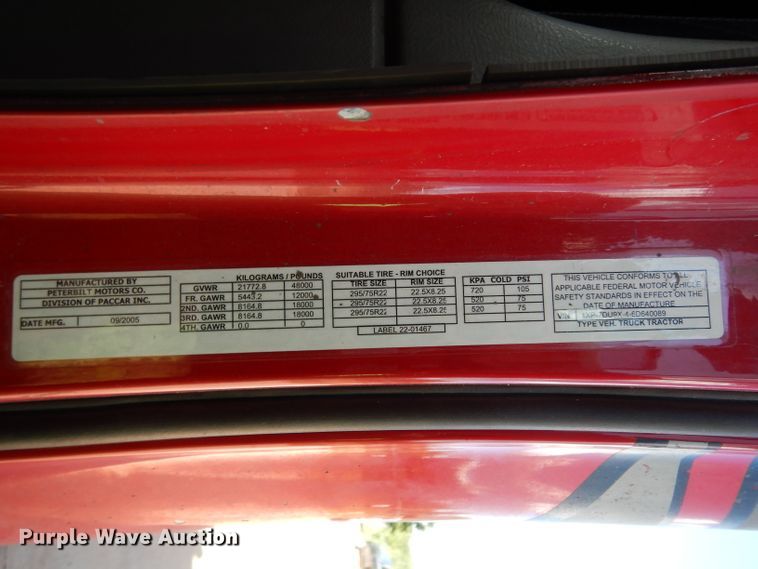 MANUFACTURED BY
PETERBILT MOTORS CO.
DIVISION OF PACCAR INC.
DATE MFG. 09/2005
KILOGRAMS / POUNDS
GVWR 21772.8 48000
FR. GAWR 5443.2 12000
2ND. GAWR 8164.8 18000
3RD. GAWR 8164.8 18000
4TH. GAWR 0.0 0
SUITABLE TIRE - RIM CHOICE
TIRE SIZE RIM SIZE
295/75R22 22.5X8.25
295/75R22 22.5X8.25
295/75R22 22.5X8.25
LABEL 22-01467
KPA COLD PSI
720 105
520 75
520 75
THIS VEHICLE CONFORMS TO ALL
APPLICABLE FEDERAL MOTOR VEHICLE
SAFETY STANDARDS IN EFFECT ON THE
DATE OF MANUFACTURE
VIN
TYPE VEH. TRUCK TRACTOR
Purple Wave Auction